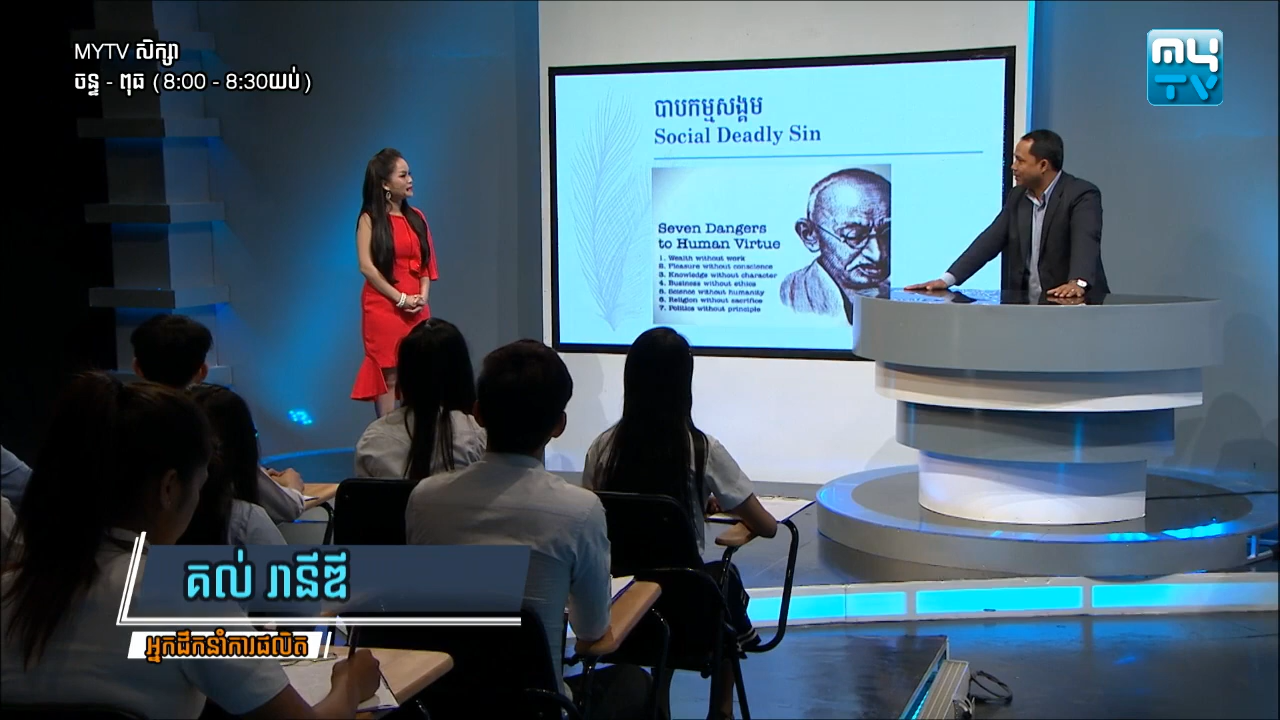 MYTV សិក្សា
ចន្ទ - ពុធ (8:00 - 8:30យប់)
MY
TV
បាបកម្មសង្គម
Social Deadly Sin
Seven Dangers
to Human Virtue
1. Wealth without work
2. Pleasure without conscience
3. Knowledge without character
4. Business without ethics
5. Science without humanity
6. Religion without sacrifice
7. Politics without principle
គល់ រានីឌី
អ្នកដឹកនាំការផលិត